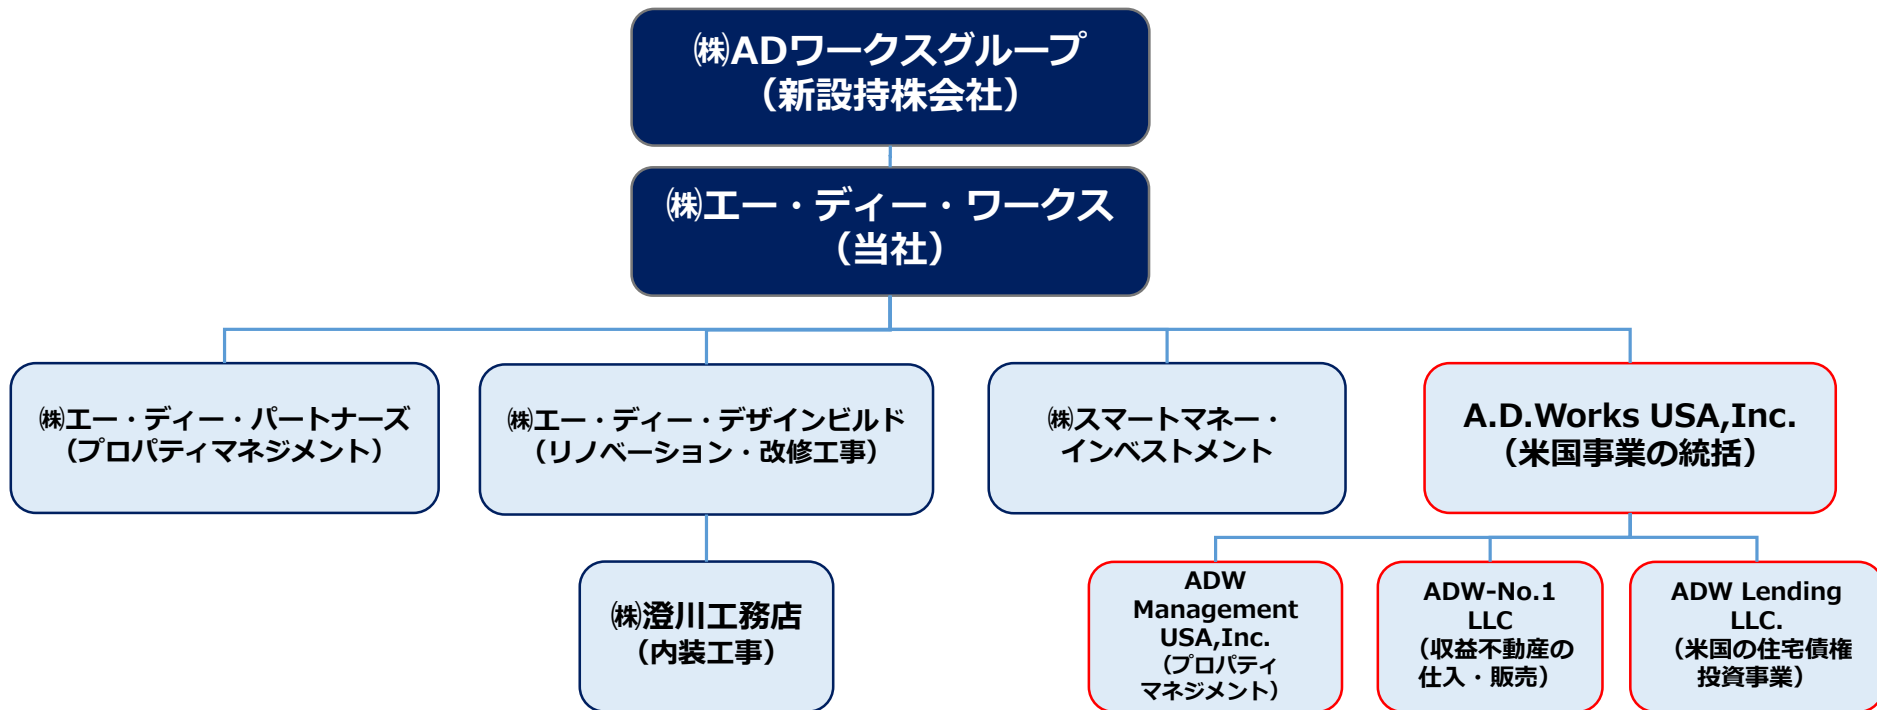 ㈱ADワークスグループ
（新設持株会社）
㈱エー・ディー・ワークス
（当社）
㈱エー・ディー・パートナーズ
（プロパティマネジメント）
㈱エー・ディー・デザインビルド
（リノベーション・改修工事）
㈱スマートマネー・
インベストメント
A.D.Works USA,Inc.
（米国事業の統括）
㈱澄川工務店
（内装工事）
ADW
Management
USA,Inc.
（プロパティ
マネジメント）
ADW-No.1
LLC
（収益不動産の
仕入・販売）
ADW Lending
LLC.
（米国の住宅債権
投資事業）